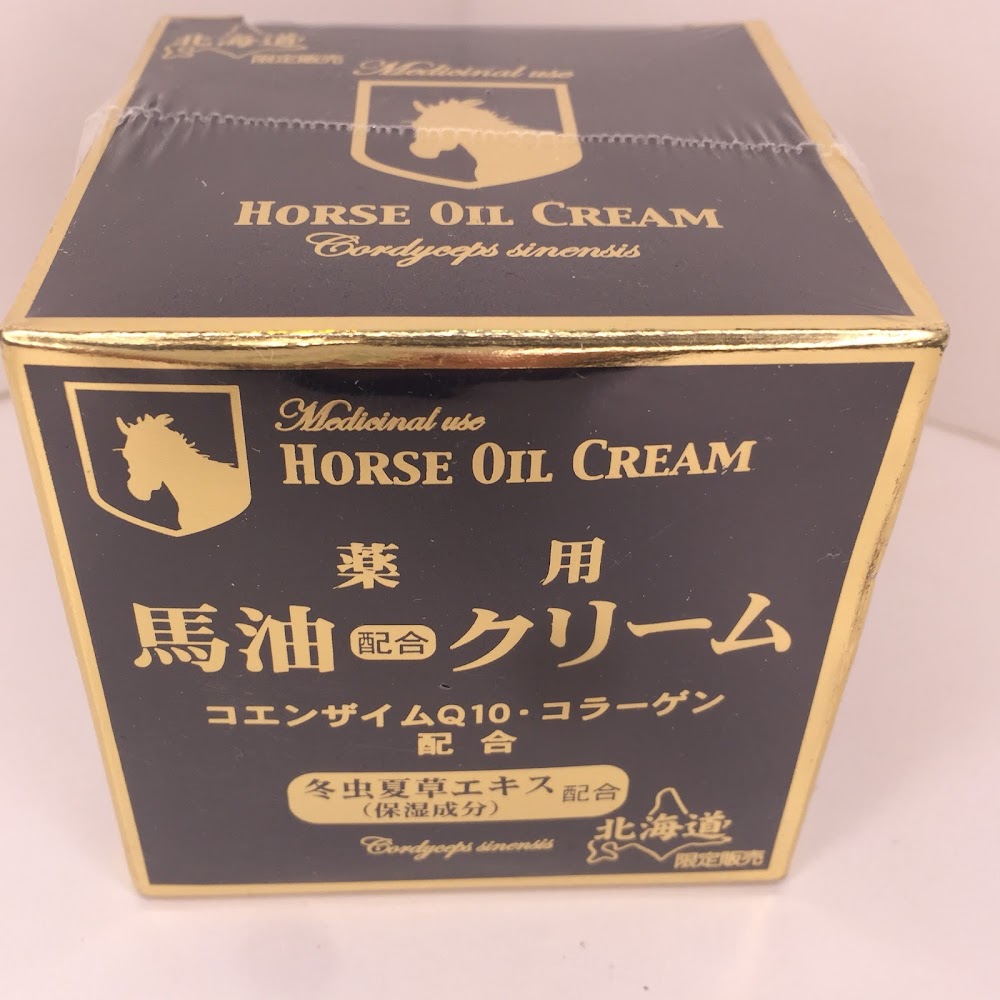 北海道
限定販売
Medicinal use
HORSE OIL CREAM
Cordyceps sinensis
Medicinal use
HORSE OIL CREAM
薬用
馬油配合クリーム
コエンザイムQ10・コラーゲン
配合
冬虫夏草エキス配合
(保湿成分)
Cordyceps sinensis
北海道
限定販売